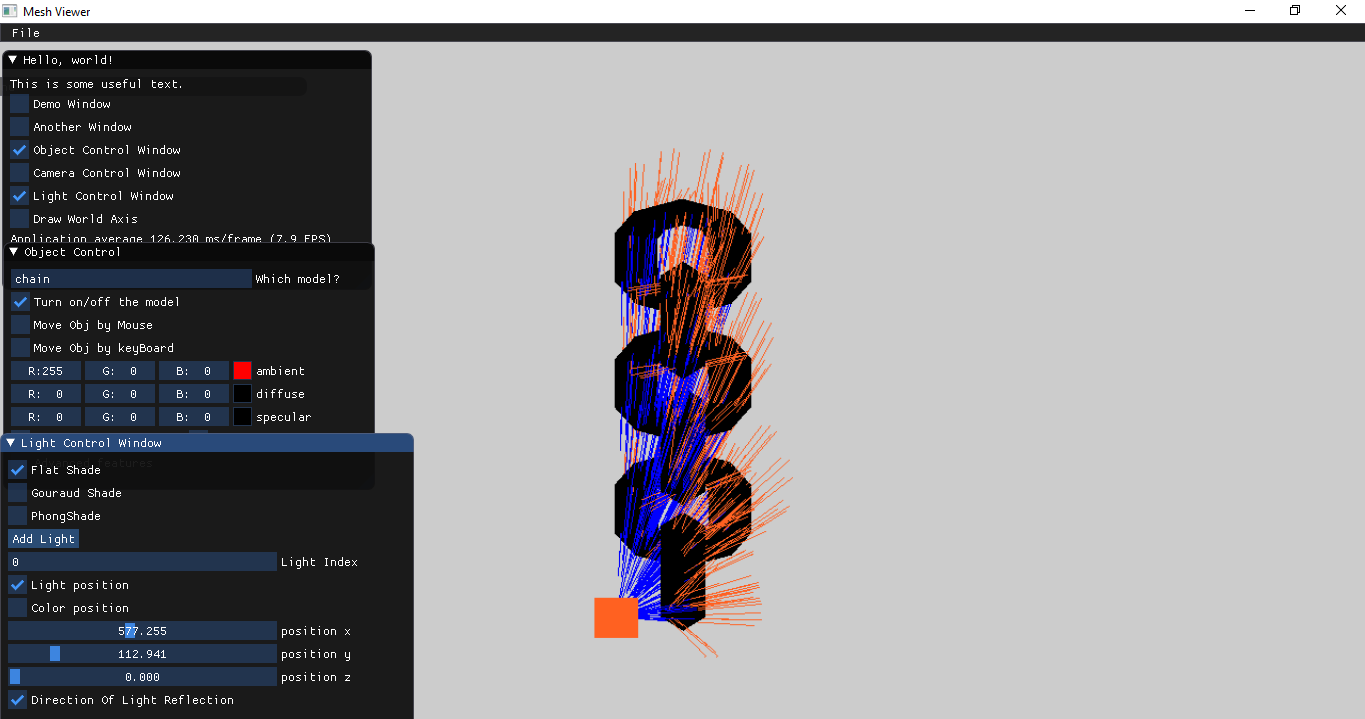 Mesh Viewer
File
Hello, world!
This is some useful text.
Demo Window
Another Window
Object Control Window
Camera Control Window
Light Control Window
Draw World Axis
Application average 126.230 ms/frame (7.9 FPS)
Object Control
chain Which model?
Turn on/off the model
Move Obj by Mouse
Move Obj by keyBoard
R:255 G: 0 B: 0 ambient
R: 0 G: 0 B: 0 diffuse
R: 0 G: 0 B: 0 specular
Light Control Window
features
Flat Shade
Gouraud Shade
PhongShade
Add Light
0 Light Index
Light position
Color position
577.255 position x
112.941 position y
0.000 position z
Direction Of Light Reflection